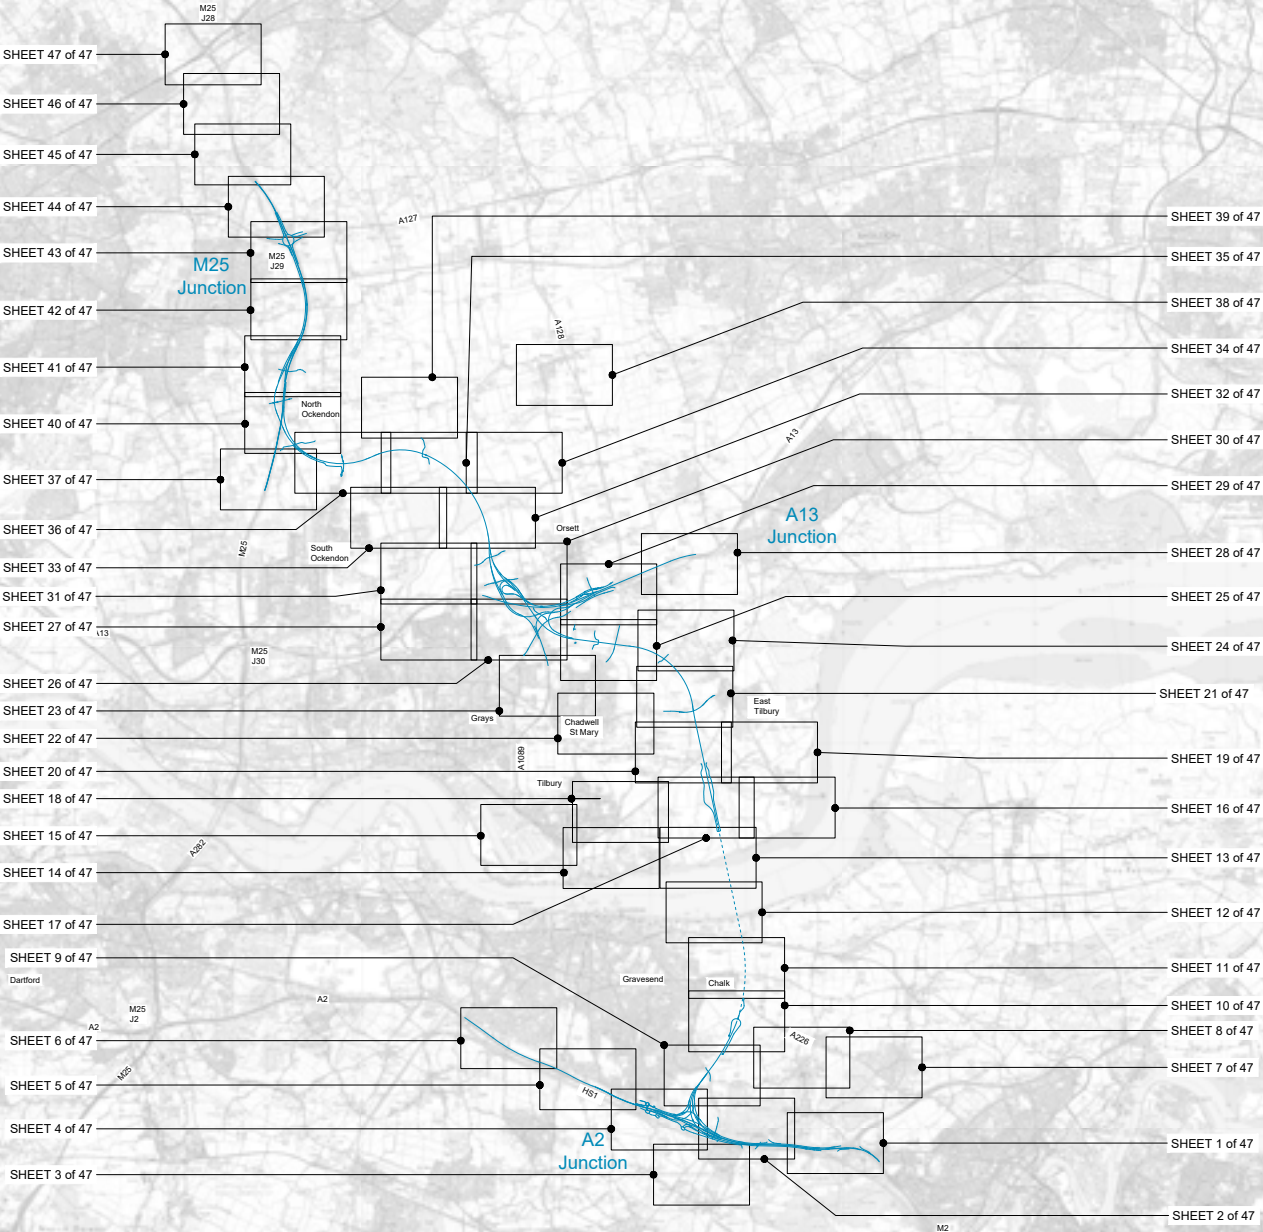 M25
J28
SHEET 47 of 47
SHEET 46 of 47
SHEET 45 of 47
SHEET 44 of 47
A127
SHEET 39 of 47
SHEET 43 of 47
M25
J29
SHEET 35 of 47
M25
Junction
SHEET 42 of 47
SHEET 38 of 47
A128
SHEET 34 of 47
SHEET 41 of 47
SHEET 32 of 47
North
Ockendon
SHEET 40 of 47
A13
SHEET 30 of 47
SHEET 37 of 47
SHEET 29 of 47
A13
Junction
SHEET 36 of 47
Orsett
M25
South
Ockendon
SHEET 28 of 47
SHEET 33 of 47
SHEET 31 of 47
SHEET 25 of 47
SHEET 27 of 47
A13
M25
J30
SHEET 24 of 47
SHEET 26 of 47
SHEET 21 of 47
East
Tilbury
SHEET 23 of 47
Grays
Chadwell
St Mary
SHEET 22 of 47
A1089
SHEET 19 of 47
SHEET 20 of 47
Tilbury
SHEET 18 of 47
SHEET 16 of 47
SHEET 15 of 47
A282
SHEET 13 of 47
SHEET 14 of 47
SHEET 12 of 47
SHEET 17 of 47
SHEET 9 of 47
SHEET 11 of 47
Dartford
Gravesend
Chalk
A2
SHEET 10 of 47
M25
J2
A2
SHEET 8 of 47
A226
SHEET 6 of 47
SHEET 7 of 47
M25
SHEET 5 of 47
HS1
SHEET 4 of 47
A2
Junction
SHEET 1 of 47
SHEET 3 of 47
SHEET 2 of 47
M2